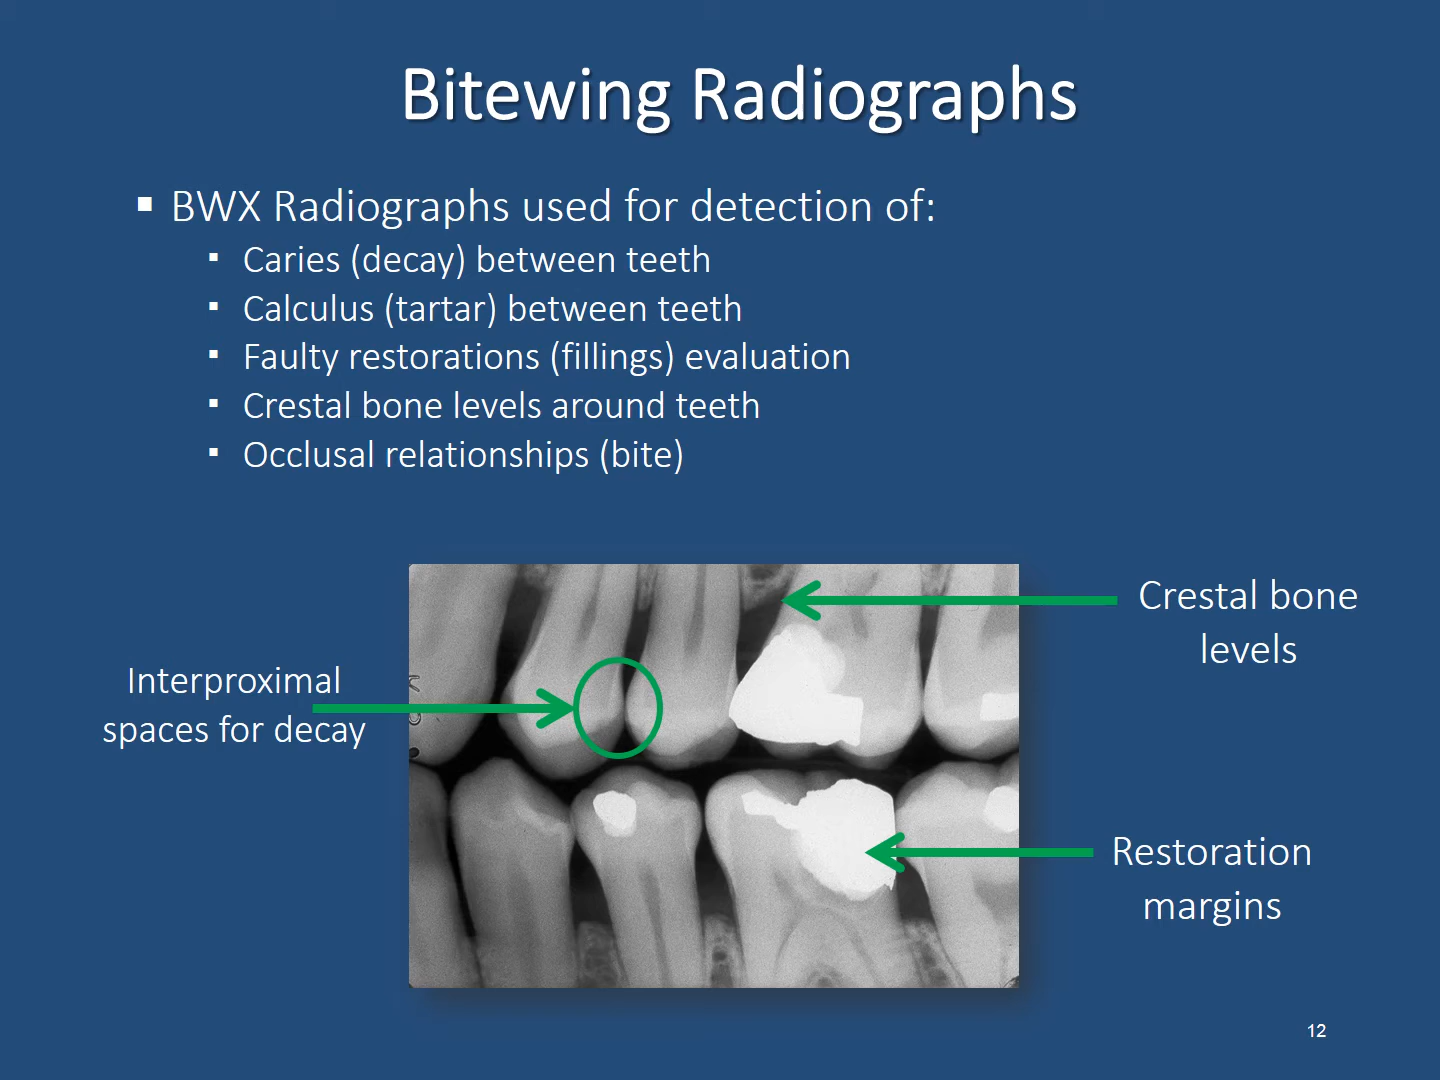 Bitewing Radiographs
▪ BWX Radiographs used for detection of:
▪ Caries (decay) between teeth
▪ Calculus (tartar) between teeth
▪ Faulty restorations (fillings) evaluation
▪ Crestal bone levels around teeth
▪ Occlusal relationships (bite)
Crestal bone
levels
Interproximal
spaces for decay
Restoration
margins
12